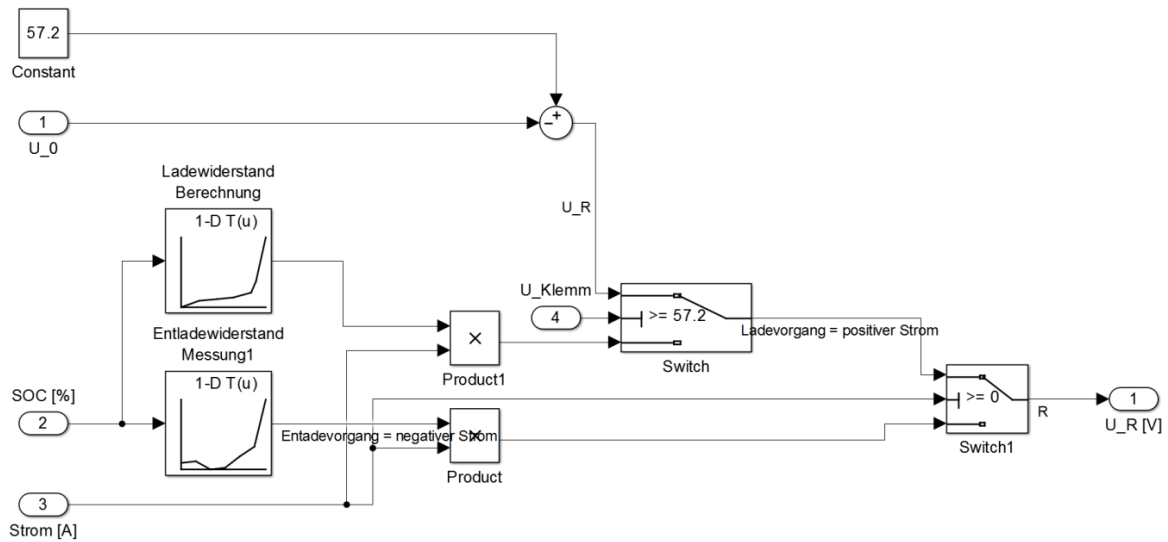 57.2
Constant
1
U_0
−
+
Ladewiderstand
Berechnung
1-D T(u)
U_R
U_Klemm
4
>= 57.2
Ladevorgang = positiver Strom
Switch
Entladewiderstand
Messung1
1-D T(u)
×
Product1
SOC [%]
2
Entadevorgang = negativer Strom
×
Product
>= 0
Switch1
R
1
U_R [V]
3
Strom [A]